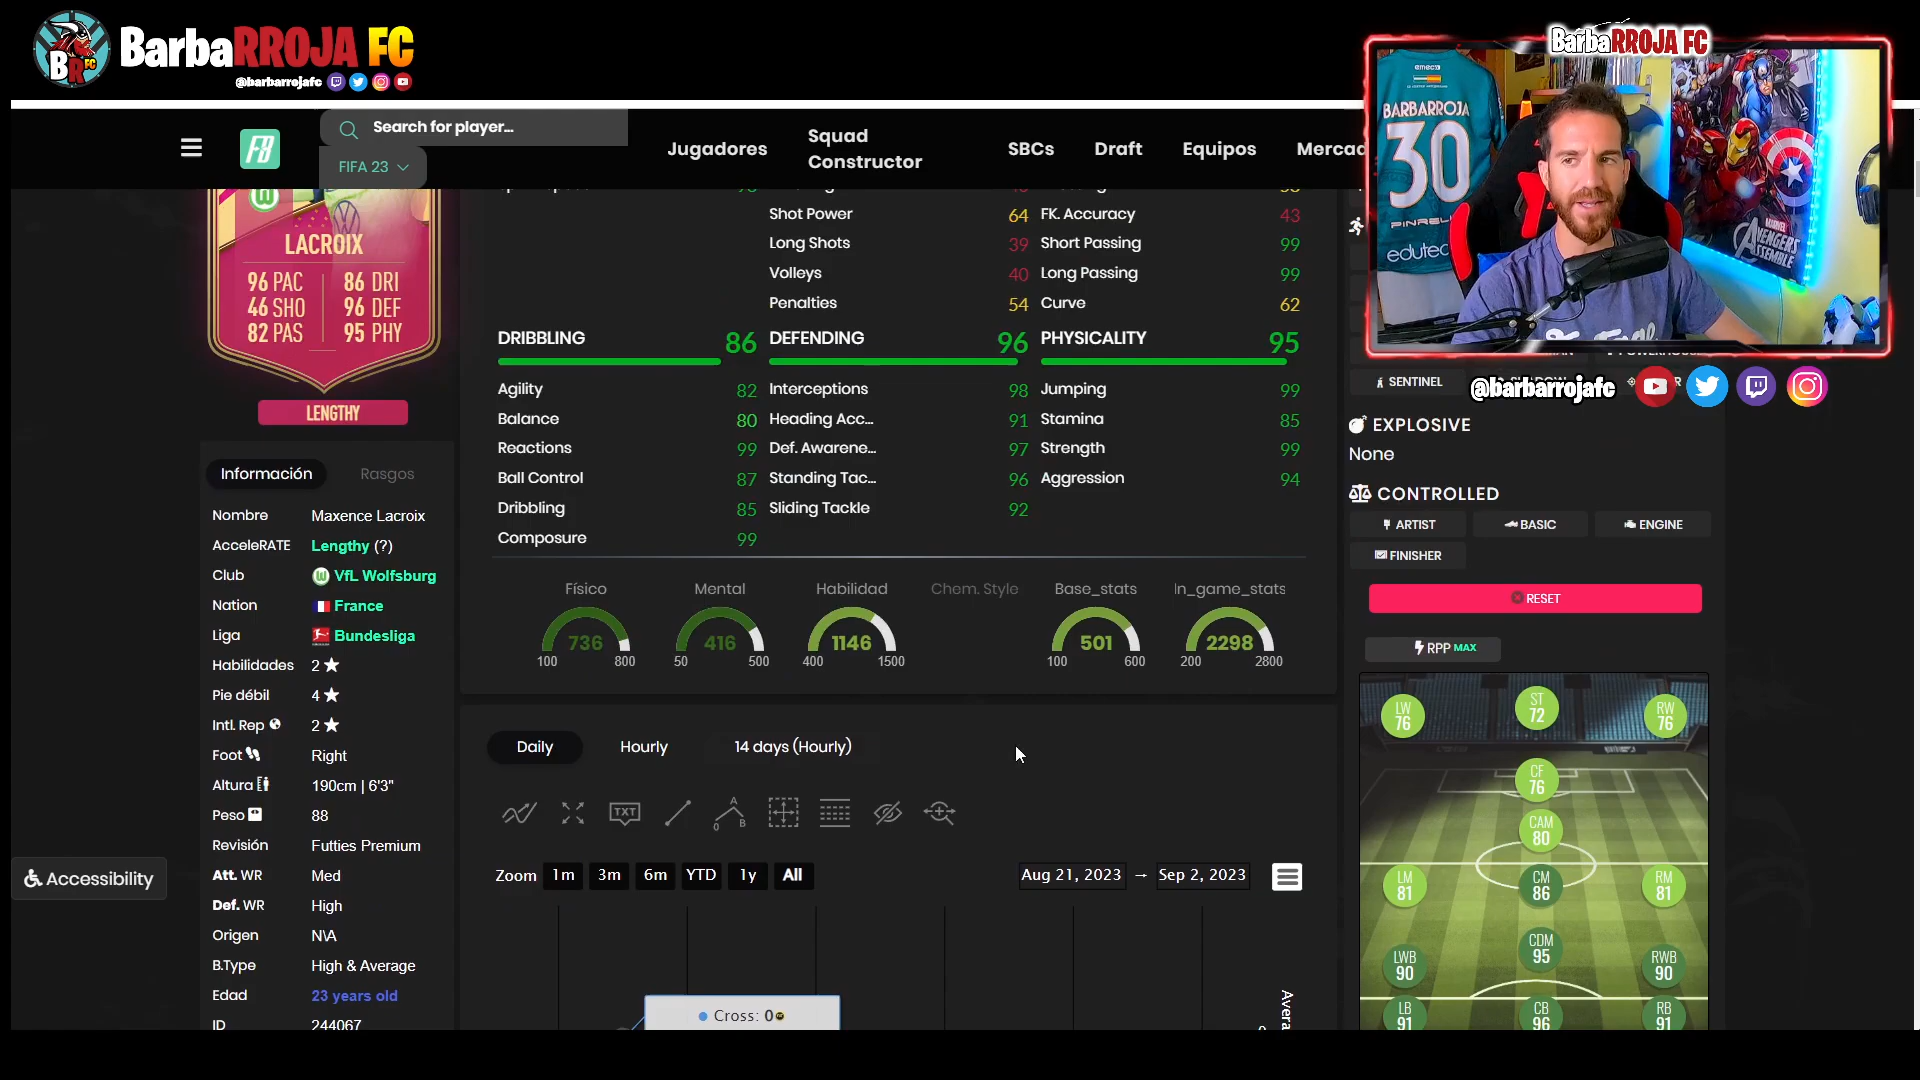 BarbaRROJA FC
@barbarrojafc
BarbaRROJA FC
Search for player...
FIFA 23
Jugadores
Squad Constructor
SBCs
Draft
Equipos
Mercad
BARBARROJA
30
PINREL
edutec
AVENGERS ASSEMBLE
@barbarrojafc
LACROIX
96 PAC 86 DRI
46 SHO 96 DEF
82 PAS 95 PHY
LENGTHY
Información Rasgos
Nombre Maxence Lacroix
AcceleRATE Lengthy (?)
Club VfL Wolfsburg
Nation France
Liga Bundesliga
Habilidades 2
Pie débil 4
Intl. Rep 2
Foot Right
Altura 190cm | 6'3"
Peso 88
Revisión Futties Premium
Att. WR Med
Def. WR High
Origen N\A
B.Type High & Average
Edad 23 years old
ID 244067
Accessibility
Shot Power 64
Long Shots 39
Volleys 40
Penalties 54
FK. Accuracy 43
Short Passing 99
Long Passing 99
Curve 62
DRIBBLING 86
Agility 82
Balance 80
Reactions 99
Ball Control 87
Dribbling 85
Composure 99
DEFENDING 96
Interceptions 98
Heading Acc... 91
Def. Awarene... 97
Standing Tac... 96
Sliding Tackle 92
PHYSICALITY 95
Jumping 99
Stamina 85
Strength 99
Aggression 94
Físico 736 100 800
Mental 416 50 500
Habilidad 1146 400 1500
Chem. Style
Base_stats 501 100 600
In_game_stats 2298 200 2800
Daily Hourly 14 days (Hourly)
TXT
Zoom 1m 3m 6m YTD 1y All
Aug 21, 2023 → Sep 2, 2023
Cross: 0
Avera
SENTINEL
EXPLOSIVE
None
CONTROLLED
ARTIST BASIC ENGINE
FINISHER
RESET
RPP MAX
LW 76
ST 72
RW 76
CF 76
CAM 80
LM 81
CM 86
RM 81
LWB 90
CDM 95
RWB 90
LB 91
CB 96
RB 91